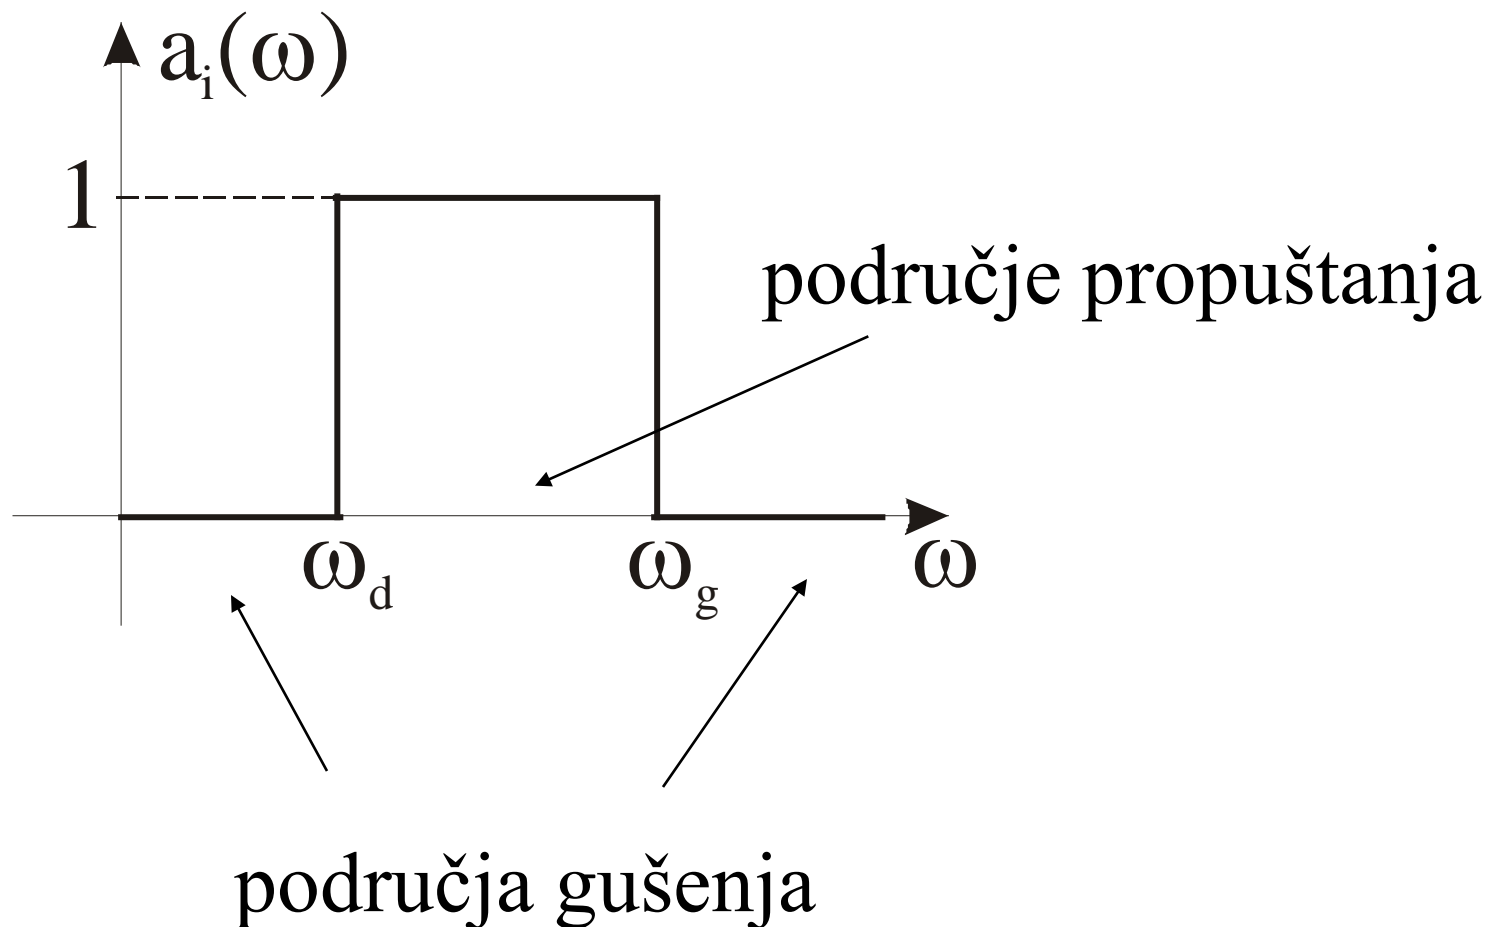 aᵢ(ω)
1
područje propuštanja
ω_d
ω_g
ω
područja gušenja